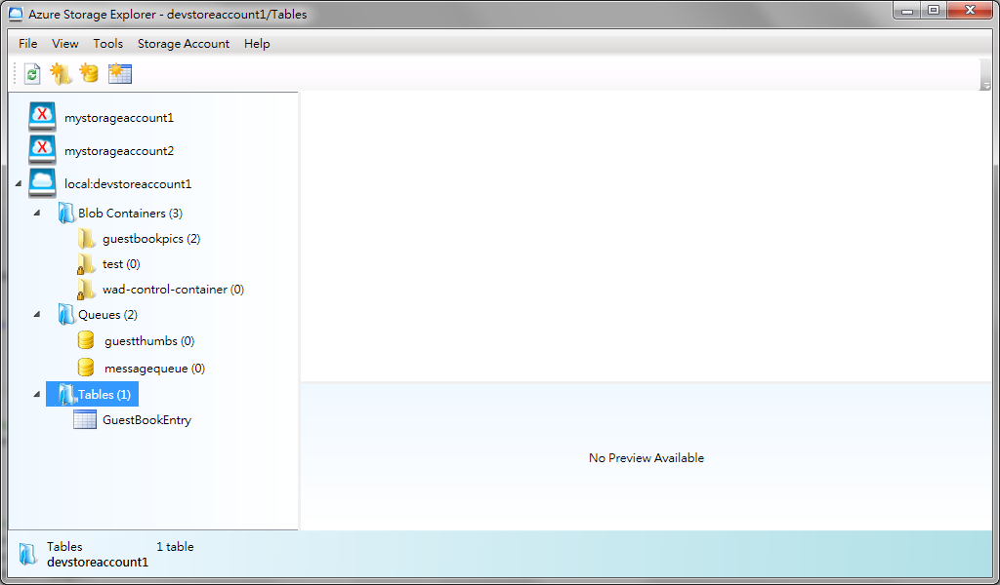 Azure Storage Explorer - devstoreaccount1/Tables
File View Tools Storage Account Help
mystorageaccount1
mystorageaccount2
local:devstoreaccount1
Blob Containers (3)
guestbookpics (2)
test (0)
wad-control-container (0)
Queues (2)
guestthumbs (0)
messagequeue (0)
Tables (1)
GuestBookEntry
No Preview Available
Tables 1 table
devstoreaccount1